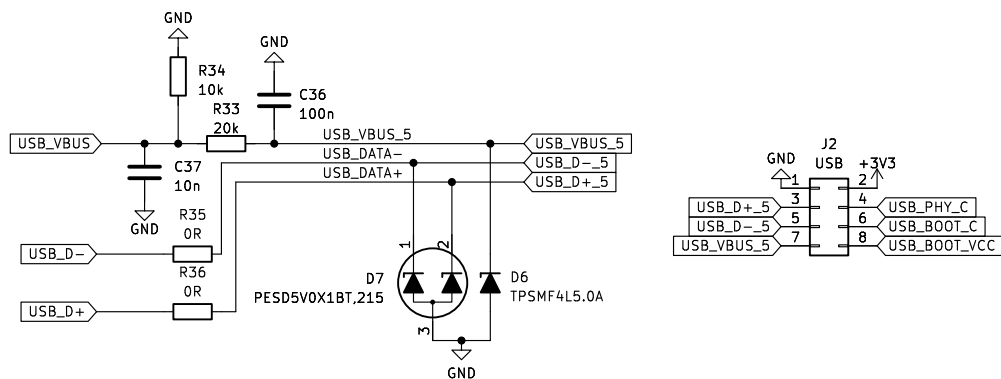 GND
GND
R34
10k
C36
100n
R33
20k
USB_VBUS
USB_VBUS_5
USB_VBUS_5
USB_DATA-
USB_D-_5
USB_DATA+
USB_D+_5
C37
10n
GND
R35
0R
USB_D-
R36
0R
USB_D+
1
2
D7
PESD5V0X1BT,215
3
D6
TPSMF4L5.0A
GND
J2
USB
GND
+3V3
1
2
USB_D+_5
3
4
USB_PHY_C
USB_D-_5
5
6
USB_BOOT_C
USB_VBUS_5
7
8
USB_BOOT_VCC